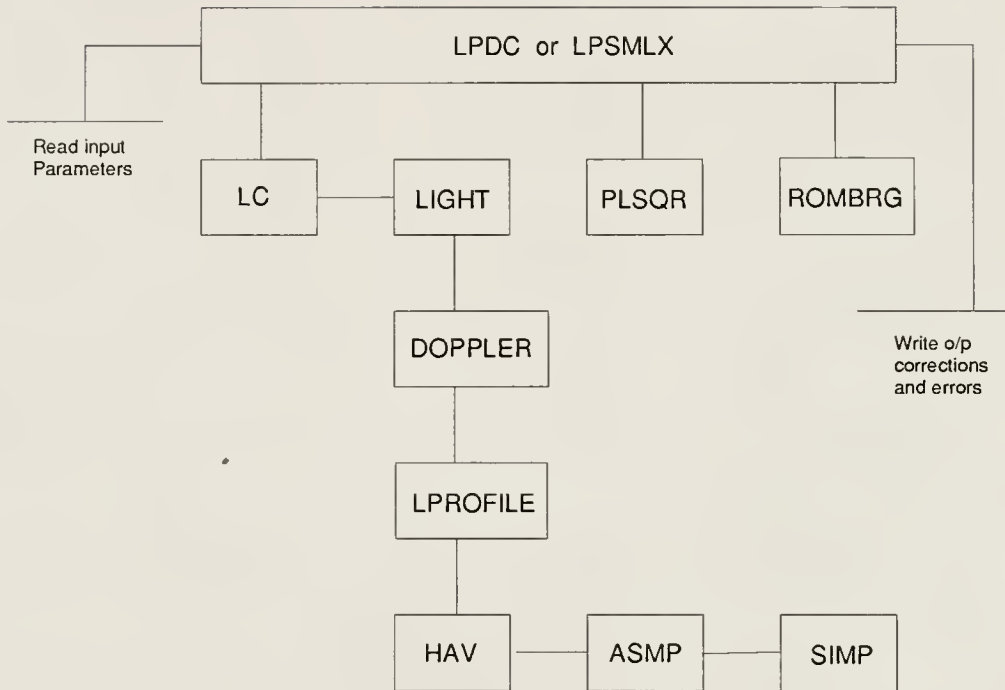 LPDC or LPSMLX
Read input
Parameters
LC
LIGHT
PLSQR
ROMBRG
DOPPLER
Write o/p
corrections
and errors
LPROFILE
HAV
ASMP
SIMP